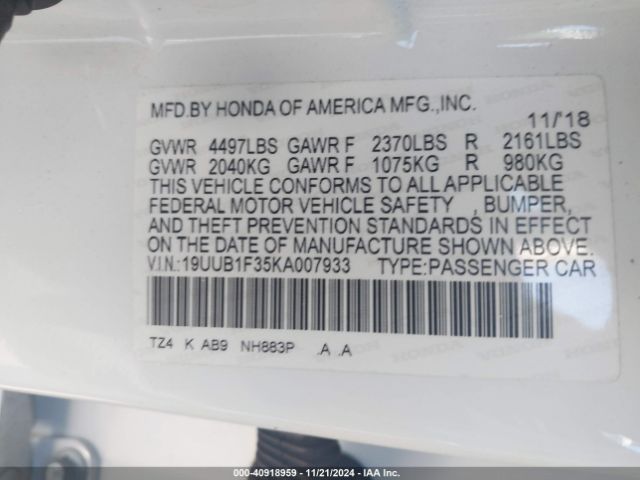 MFD.BY HONDA OF AMERICA MFG.,INC.
11/18
GVWR 4497LBS GAWR F 2370LBS R 2161LBS
GVWR 2040KG GAWR F 1075KG R 980KG
THIS VEHICLE CONFORMS TO ALL APPLICABLE
FEDERAL MOTOR VEHICLE SAFETY , BUMPER,
AND THEFT PREVENTION STANDARDS IN EFFECT
ON THE DATE OF MANUFACTURE SHOWN ABOVE.
V.I.N.:19UUB1F35KA007933 TYPE:PASSENGER CAR
TZ4 K AB9 NH883P .A .A
000-40918959 - 11/21/2024 - IAA Inc.